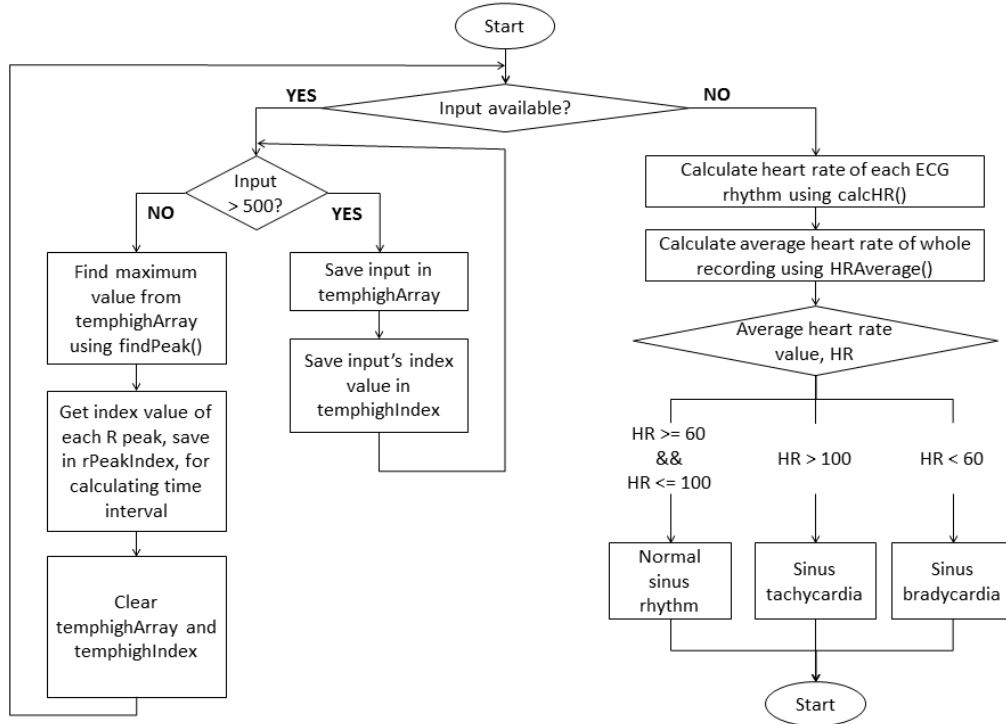 Start
Input available?
YES
NO
Input
> 500?
NO
YES
Find maximum
value from
temphighArray
using findPeak()
Get index value of
each R peak, save
in rPeakIndex, for
calculating time
interval
Clear
temphighArray and
temphighIndex
Save input in
temphighArray
Save input's index
value in
temphighIndex
Calculate heart rate of each ECG
rhythm using calcHR()
Calculate average heart rate of whole
recording using HRAverage()
Average heart rate
value, HR
HR >= 60
&&
HR <= 100
HR > 100
HR < 60
Normal
sinus
rhythm
Sinus
tachycardia
Sinus
bradycardia
Start